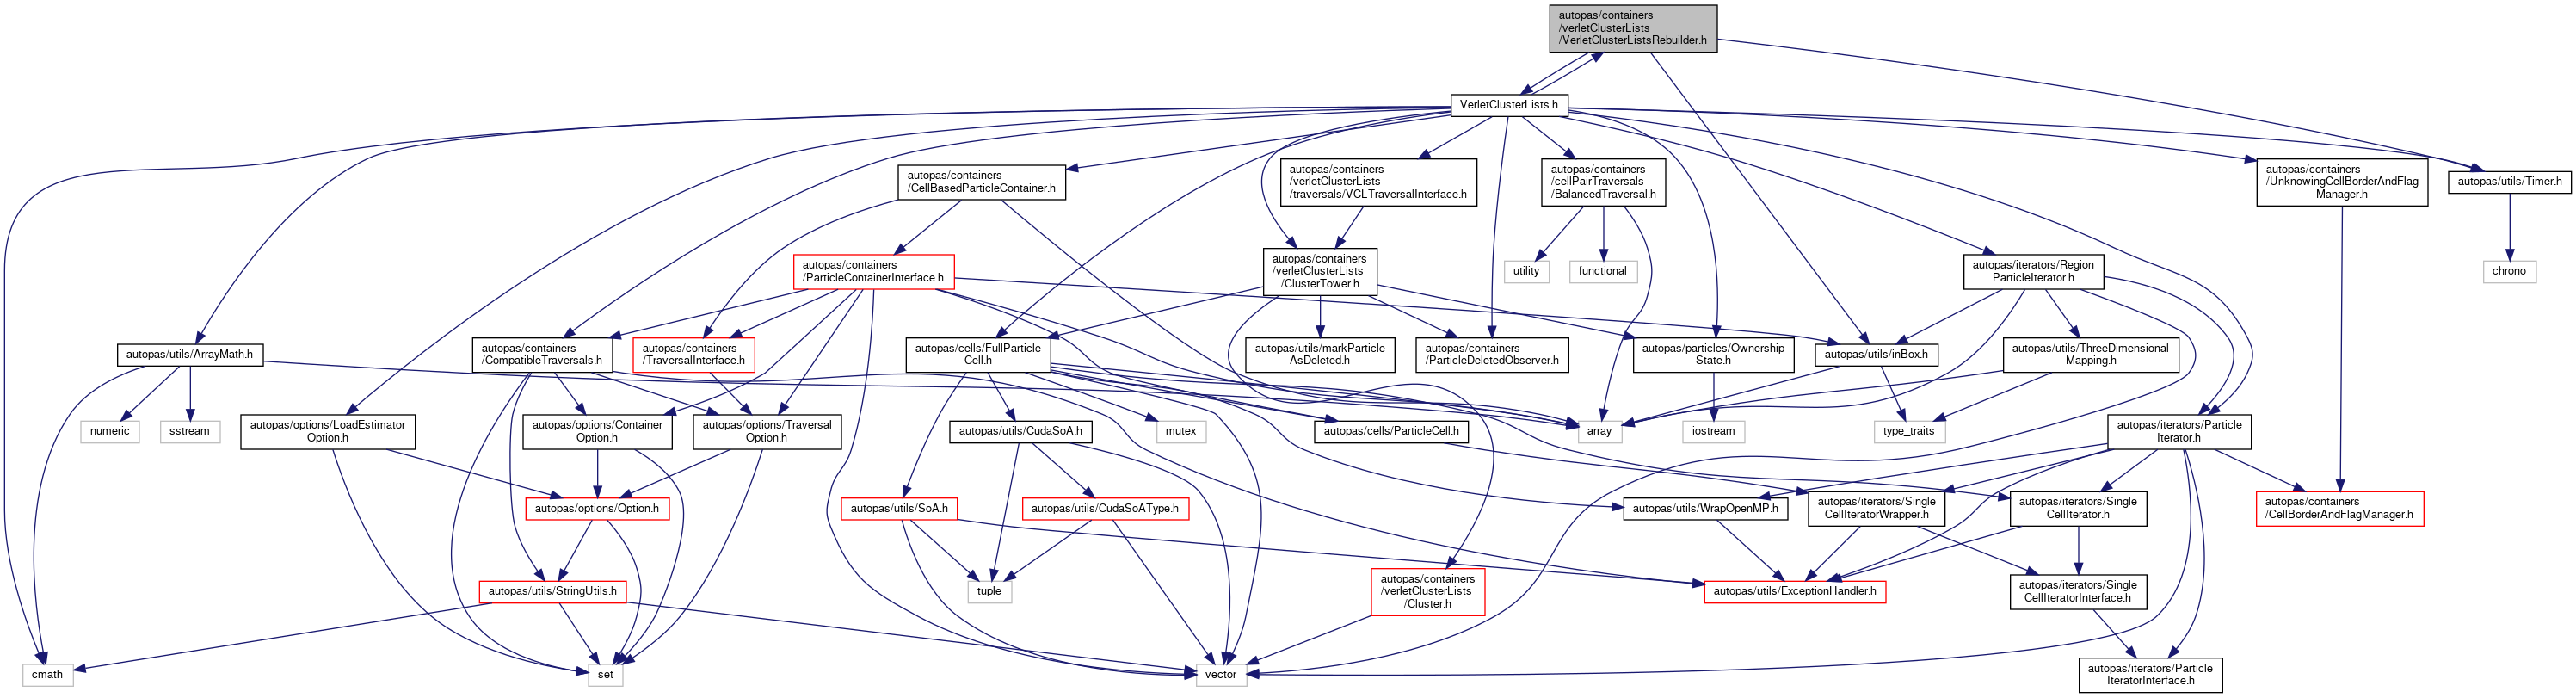 autopas/containers
/verletClusterLists
/VerletClusterListsRebuilder.h
VerletClusterLists.h
autopas/containers
/CellBasedParticleContainer.h
autopas/containers
/verletClusterLists
/traversals/VCLTraversalInterface.h
autopas/containers
/cellPairTraversals
/BalancedTraversal.h
autopas/containers
/UnknowingCellBorderAndFlag
Manager.h
autopas/utils/Timer.h
autopas/containers
/ParticleContainerInterface.h
autopas/containers
/verletClusterLists
/ClusterTower.h
utility
functional
autopas/iterators/Region
ParticleIterator.h
chrono
autopas/utils/ArrayMath.h
autopas/containers
/CompatibleTraversals.h
autopas/containers
/TraversalInterface.h
autopas/cells/FullParticle
Cell.h
autopas/utils/markParticle
AsDeleted.h
autopas/containers
/ParticleDeletedObserver.h
autopas/particles/Ownership
State.h
autopas/utils/inBox.h
autopas/utils/ThreeDimensional
Mapping.h
numeric
sstream
autopas/options/LoadEstimator
Option.h
autopas/options/Container
Option.h
autopas/options/Traversal
Option.h
autopas/utils/CudaSoA.h
mutex
autopas/cells/ParticleCell.h
array
iostream
type_traits
autopas/iterators/Particle
Iterator.h
autopas/options/Option.h
autopas/utils/SoA.h
autopas/utils/CudaSoAType.h
autopas/utils/WrapOpenMP.h
autopas/iterators/Single
CellIteratorWrapper.h
autopas/iterators/Single
CellIterator.h
autopas/containers
/CellBorderAndFlagManager.h
autopas/utils/StringUtils.h
tuple
autopas/containers
/verletClusterLists
/Cluster.h
autopas/utils/ExceptionHandler.h
autopas/iterators/Single
CellIteratorInterface.h
cmath
set
vector
autopas/iterators/Particle
IteratorInterface.h